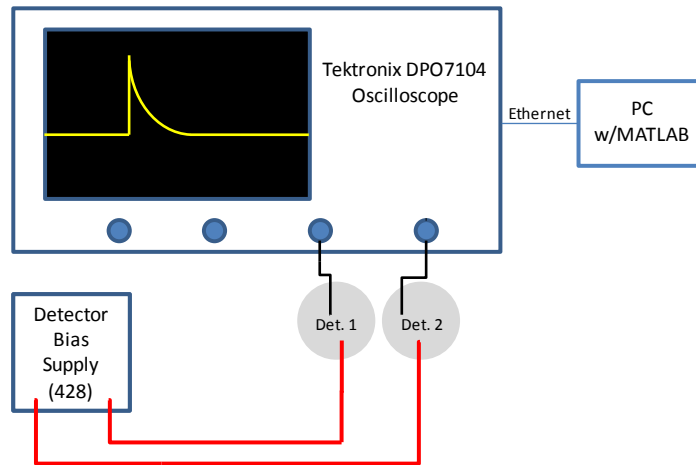 Tektronix DPO7104
Oscilloscope
Ethernet
PC
w/MATLAB
Det. 1
Det. 2
Detector
Bias
Supply
(428)